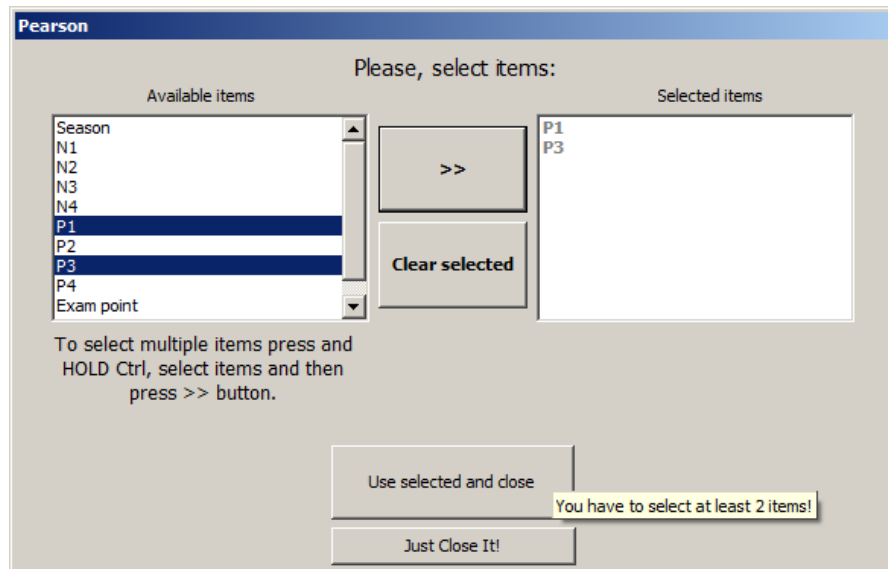 Pearson
Please, select items:
Available items
Selected items
Season
N1
N2
N3
N4
P1
P2
P3
P4
Exam point
>>
Clear selected
P1
P3
To select multiple items press and
HOLD Ctrl, select items and then
press >> button.
Use selected and close
You have to select at least 2 items!
Just Close It!